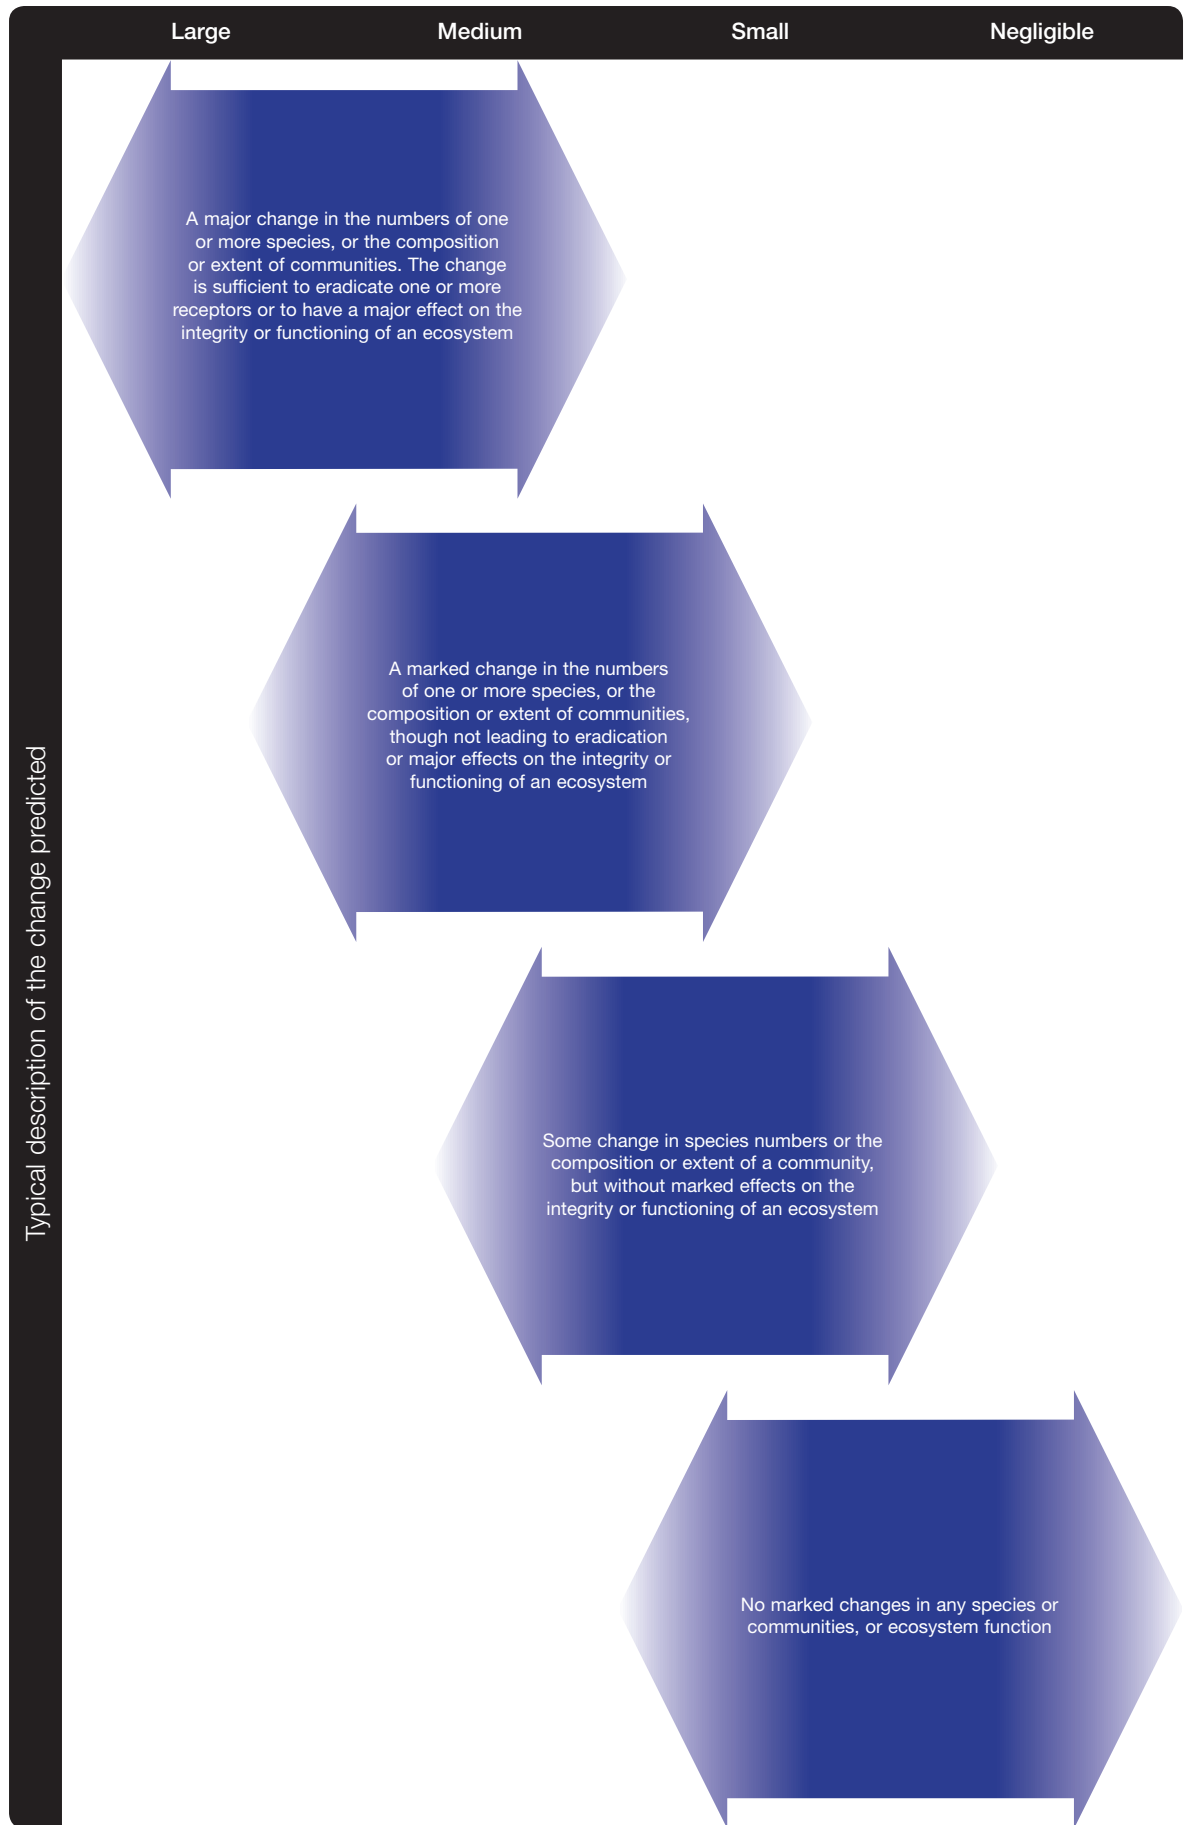 Large Medium Small Negligible
Typical description of the change predicted
A major change in the numbers of one
or more species, or the composition
or extent of communities. The change
is sufficient to eradicate one or more
receptors or to have a major effect on the
integrity or functioning of an ecosystem
A marked change in the numbers
of one or more species, or the
composition or extent of communities,
though not leading to eradication
or major effects on the integrity or
functioning of an ecosystem
Some change in species numbers or the
composition or extent of a community,
but without marked effects on the
integrity or functioning of an ecosystem
No marked changes in any species or
communities, or ecosystem function